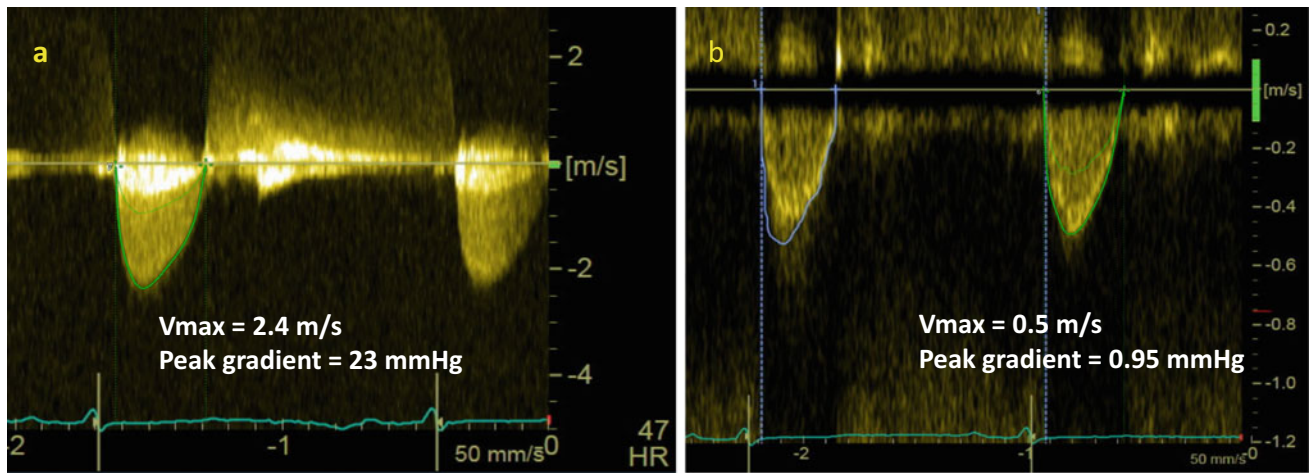 a
2
[m/s]
-2
-4
Vmax = 2.4 m/s
Peak gradient = 23 mmHg
-2
-1
50 mm/s
0
47
HR
b
0.2
[m/s]
-0.2
-0.4
-0.6
-0.8
-1.0
-1.2
1
1
Vmax = 0.5 m/s
Peak gradient = 0.95 mmHg
-2
-1
50 mm/s
-0